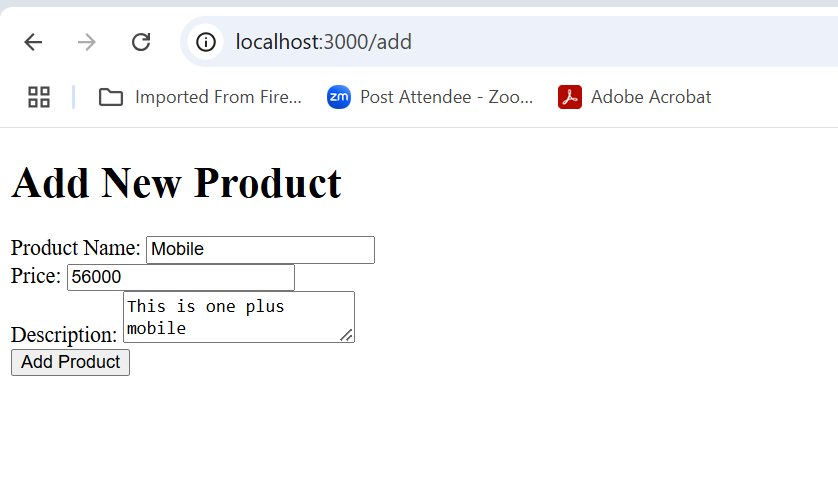 localhost:3000/add
Imported From Fire... zm Post Attendee - Zoo... Adobe Acrobat
Add New Product
Product Name: Mobile
Price: 56000
This is one plus
mobile
Description:
Add Product